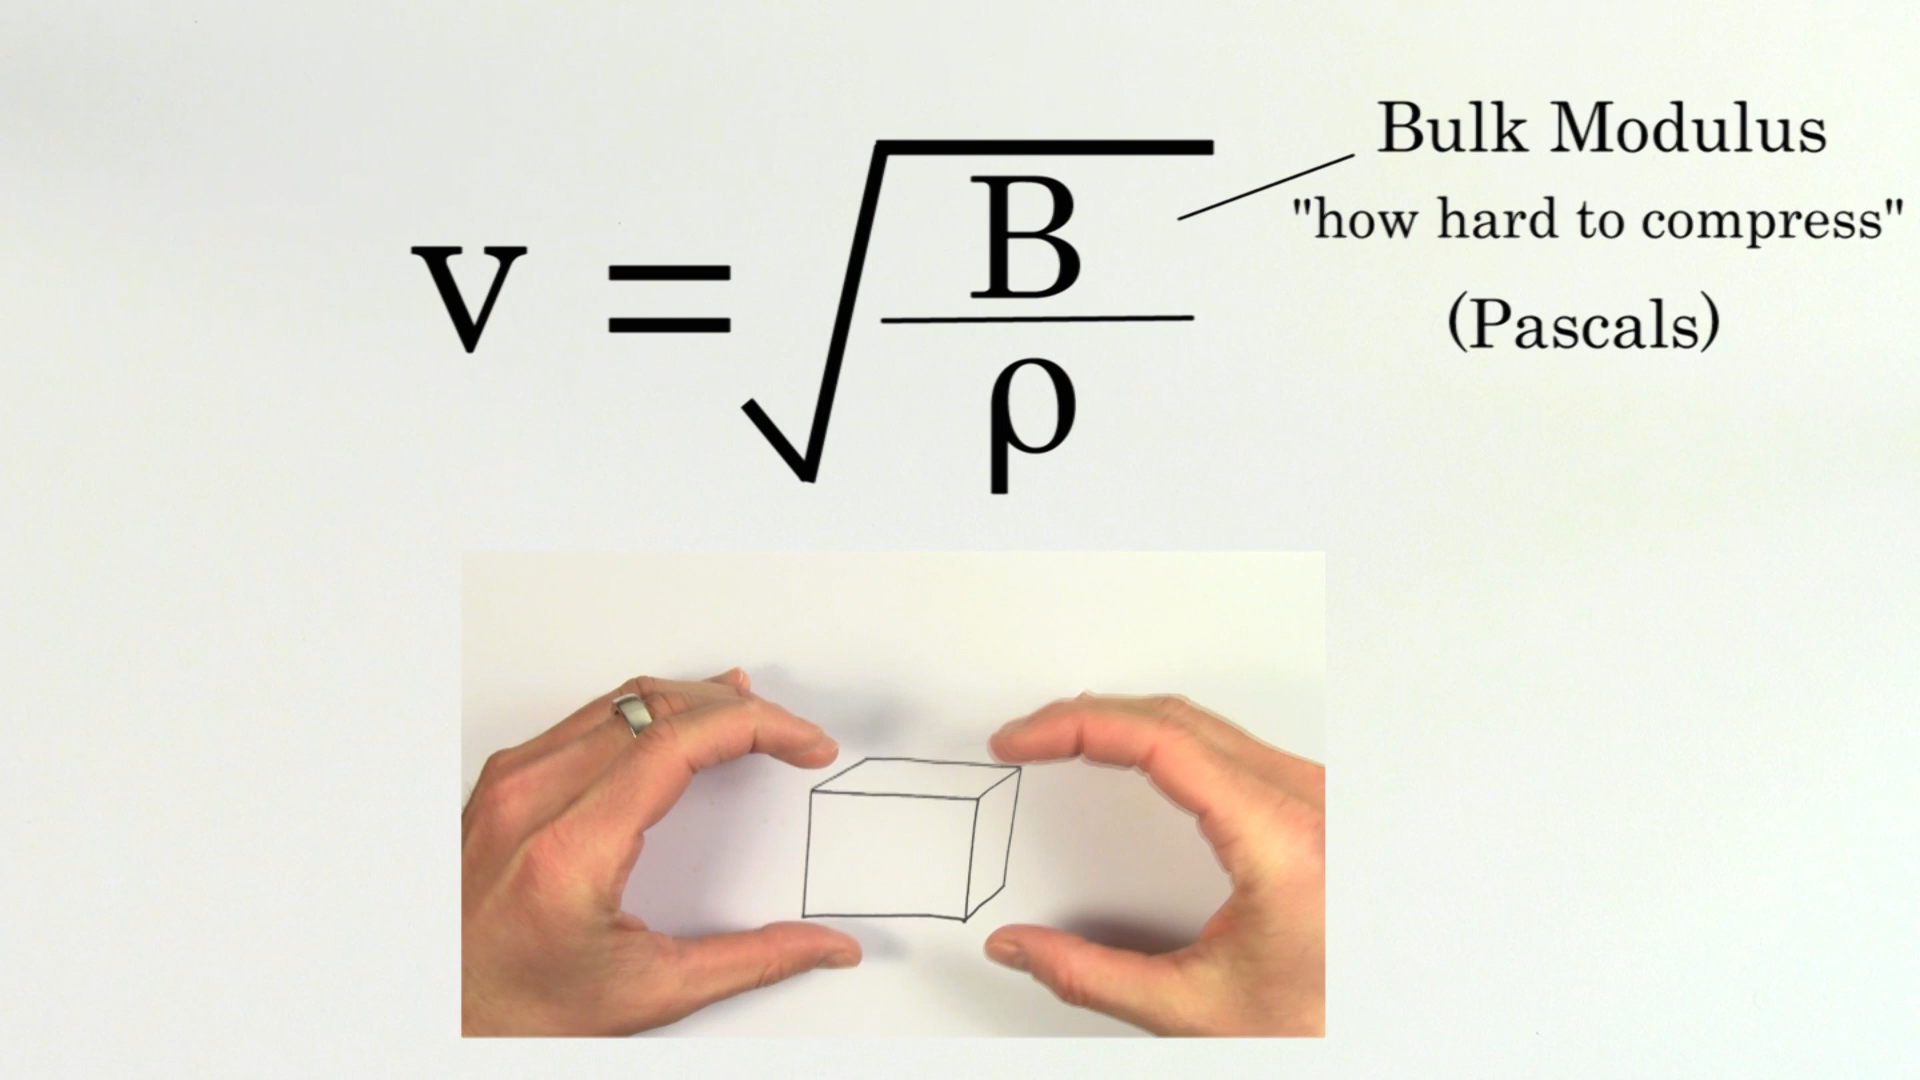 v = √(B/ρ)
Bulk Modulus
"how hard to compress"
(Pascals)